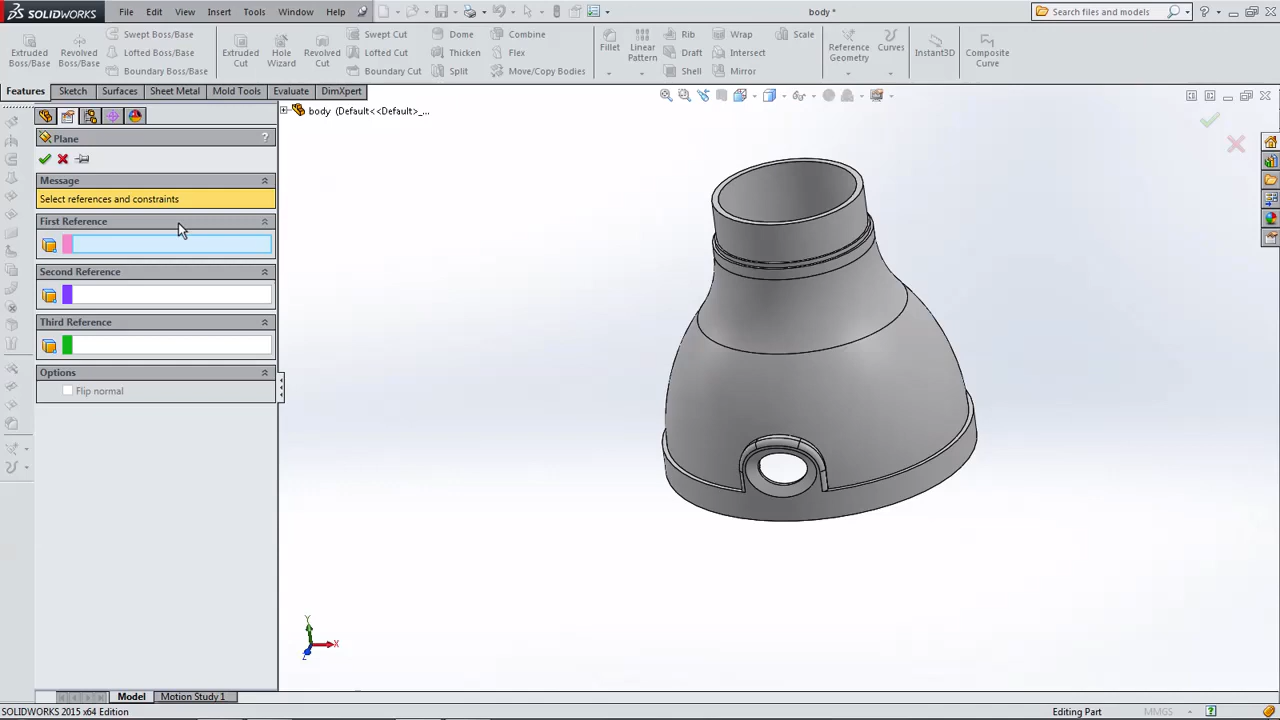 SOLIDWORKS File Edit View Insert Tools Window Help body * Search files and models
Extruded Boss/Base Revolved Boss/Base Swept Boss/Base Lofted Boss/Base Boundary Boss/Base Extruded Cut Hole Wizard Revolved Cut Swept Cut Lofted Cut Boundary Cut Dome Thicken Split Combine Flex Move/Copy Bodies Fillet Linear Pattern Rib Draft Shell Wrap Intersect Mirror Scale Reference Geometry Curves Instant3D Composite Curve
Features Sketch Surfaces Sheet Metal Mold Tools Evaluate DimXpert
body (Default<<Default>_...
Plane ?
Message
Select references and constraints
First Reference
Second Reference
Third Reference
Options
Flip normal
Y
X
Z
Model Motion Study 1
SOLIDWORKS 2015 x64 Edition Editing Part MMGS